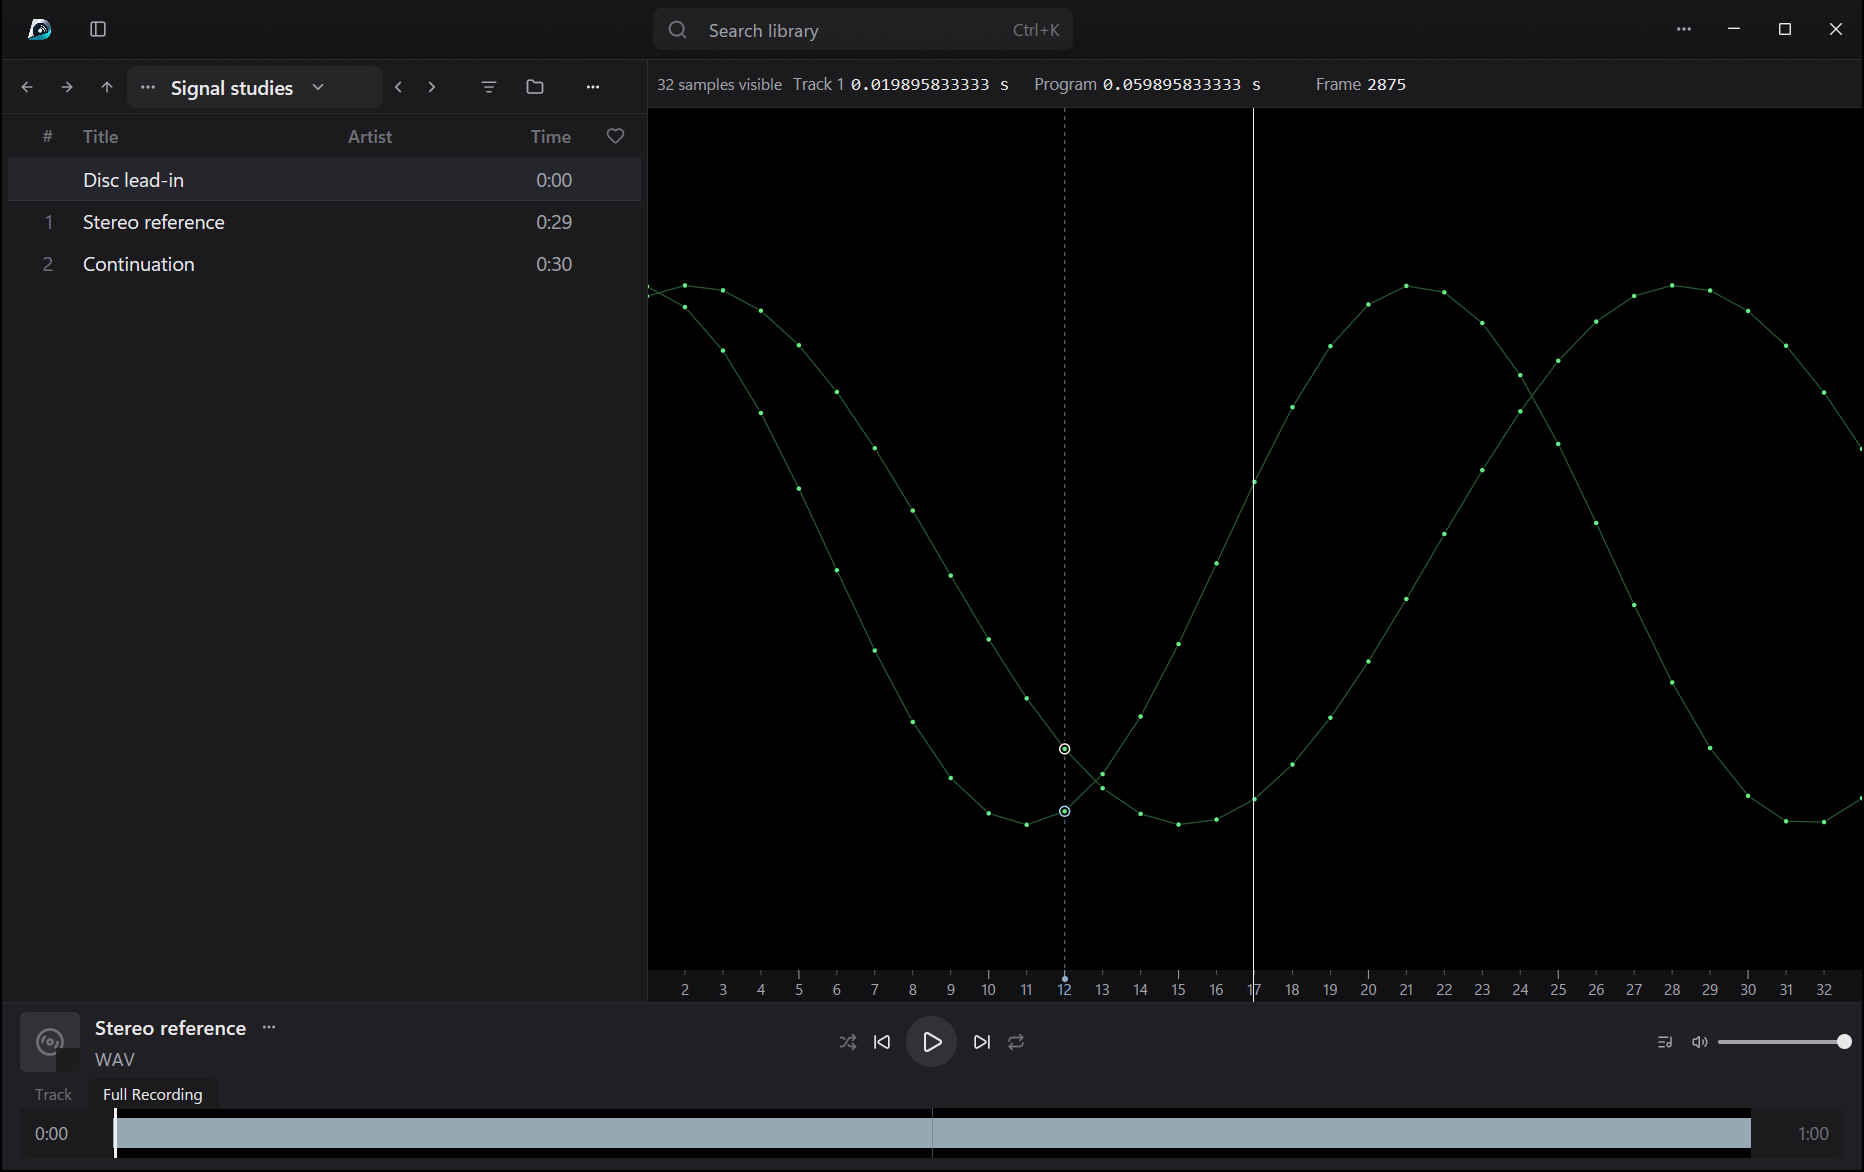 Search library Ctrl+K
Signal studies
32 samples visible Track 1 0.019895833333 s Program 0.059895833333 s Frame 2875
# Title Artist Time
Disc lead-in 0:00
1 Stereo reference 0:29
2 Continuation 0:30
2 3 4 5 6 7 8 9 10 11 12 13 14 15 16 17 18 19 20 21 22 23 24 25 26 27 28 29 30 31 32
Stereo reference
WAV
Track Full Recording
0:00 1:00